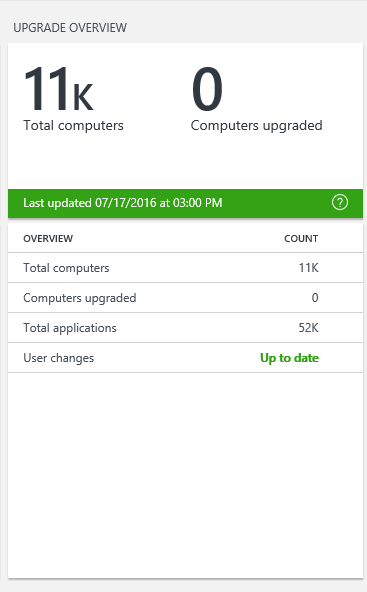 UPGRADE OVERVIEW
11K 0
Total computers Computers upgraded
Last updated 07/17/2016 at 03:00 PM ?
OVERVIEW COUNT
Total computers 11K
Computers upgraded 0
Total applications 52K
User changes Up to date